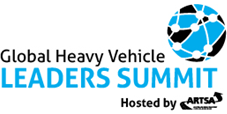 Global Heavy Vehicle
LEADERS SUMMIT
Hosted by ARTSA